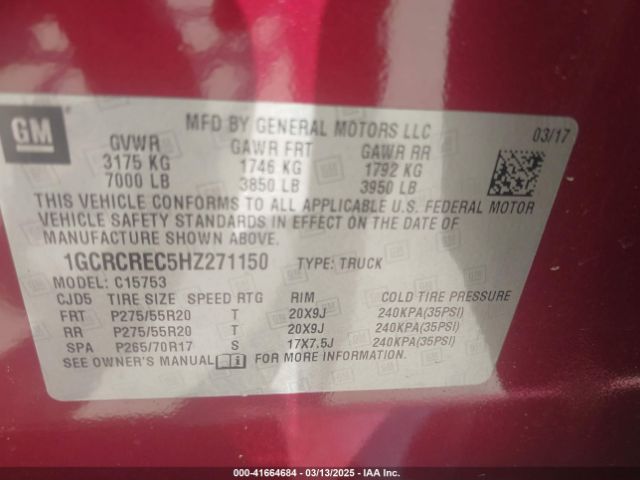 GM
MFD BY GENERAL MOTORS LLC 03/17
GVWR GAWR FRT GAWR RR
3175 KG 1746 KG 1792 KG
7000 LB 3850 LB 3950 LB
THIS VEHICLE CONFORMS TO ALL APPLICABLE U.S. FEDERAL MOTOR
VEHICLE SAFETY STANDARDS IN EFFECT ON THE DATE OF
MANUFACTURE SHOWN ABOVE.
1GCRCREC5HZ271150 TYPE: TRUCK
MODEL: C15753
CJD5 TIRE SIZE SPEED RTG RIM COLD TIRE PRESSURE
FRT P275/55R20 T 20X9J 240KPA(35PSI)
RR P275/55R20 T 20X9J 240KPA(35PSI)
SPA P265/70R17 S 17X7.5J 240KPA(35PSI)
SEE OWNER'S MANUAL FOR MORE INFORMATION.
000-41664684 - 03/13/2025 - IAA Inc.